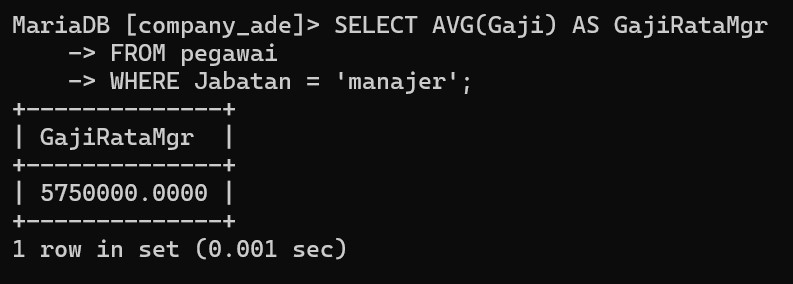 MariaDB [company_ade]> SELECT AVG(Gaji) AS GajiRataMgr
    -> FROM pegawai
    -> WHERE Jabatan = 'manajer';
+--------------+
| GajiRataMgr  |
+--------------+
| 5750000.0000 |
+--------------+
1 row in set (0.001 sec)